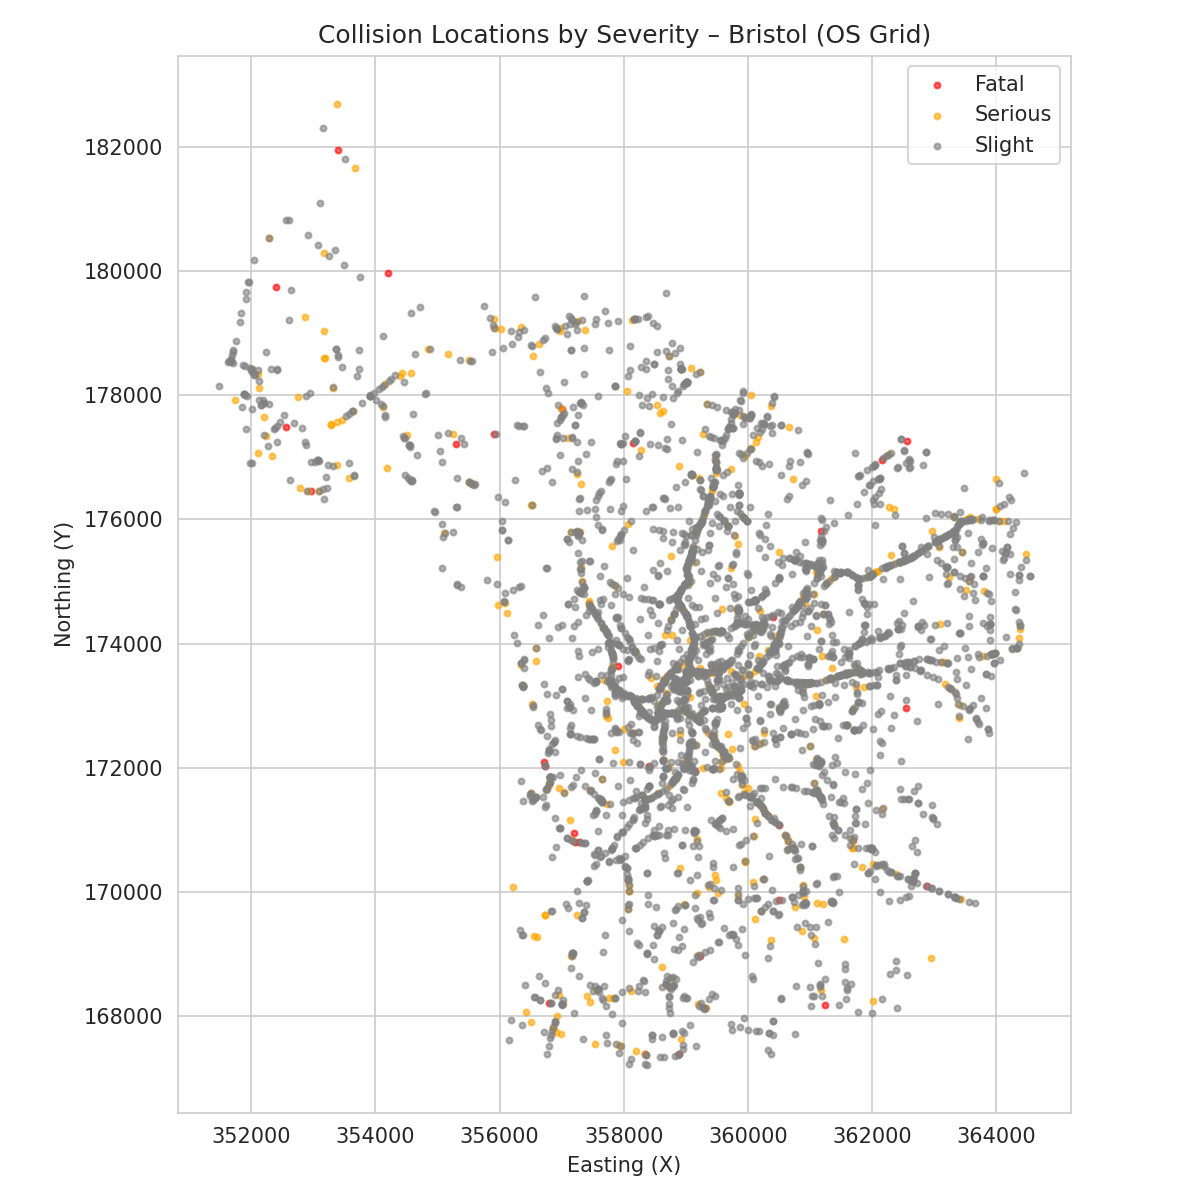 Collision Locations by Severity – Bristol (OS Grid)
Fatal
Serious
Slight
182000
180000
178000
176000
174000
172000
170000
168000
Northing (Y)
352000 354000 356000 358000 360000 362000 364000
Easting (X)